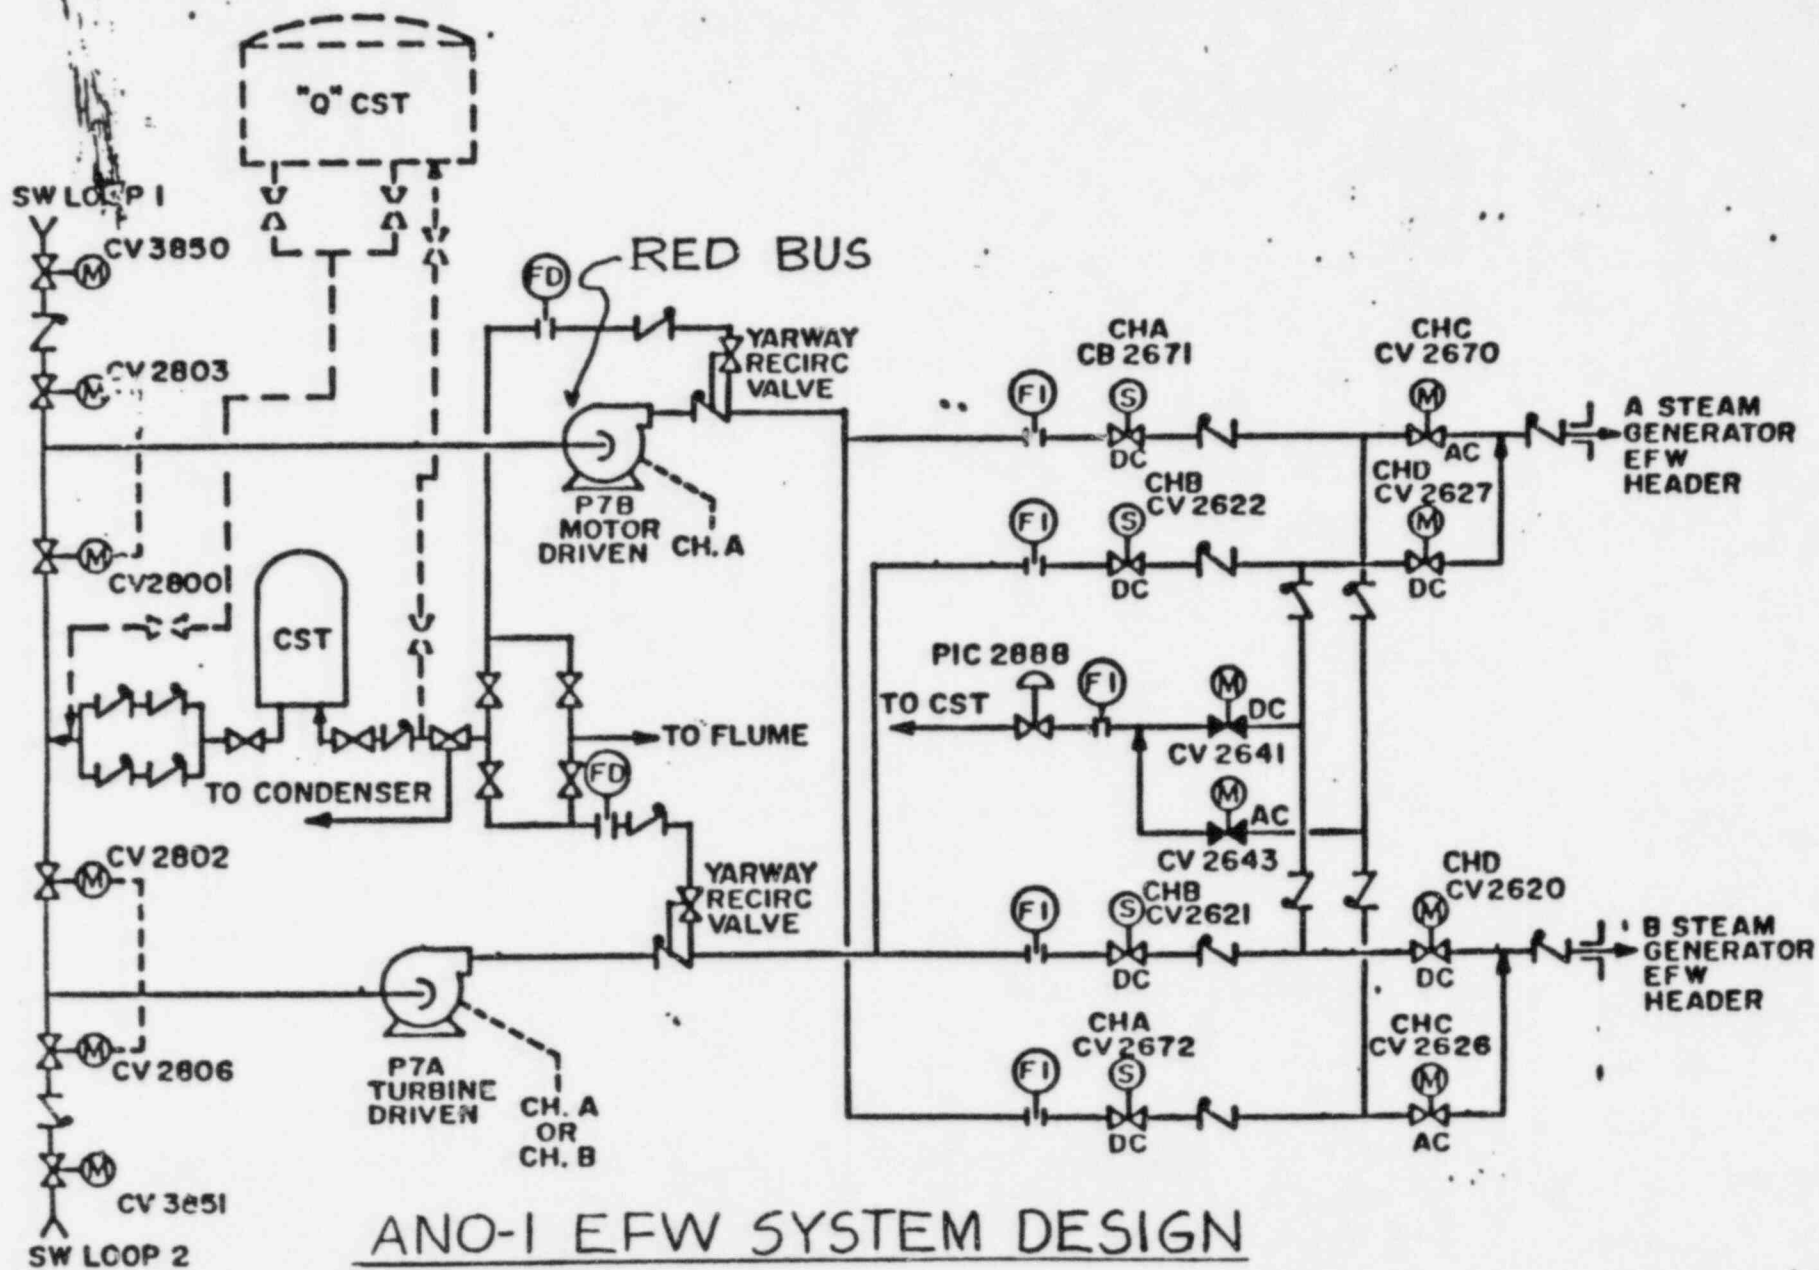 "Q" CST
SW LOOP 1
CV 3850
M
CV 2803
M
CV2800
M
CST
TO CONDENSER
CV 2802
M
CV 2806
M
CV 3851
M
SW LOOP 2
RED BUS
FD
YARWAY
RECIRC
VALVE
P7B
MOTOR
DRIVEN
CH. A
TO FLUME
FD
YARWAY
RECIRC
VALVE
P7A
TURBINE
DRIVEN
CH. A
OR
CH. B
FI
CHA
CB 2671
S
DC
CHC
CV 2670
M
AC
A STEAM
GENERATOR
EFW
HEADER
FI
CHB
CV 2622
S
DC
CHD
CV 2627
M
DC
PIC 2888
FI
TO CST
M
DC
CV 2641
M
AC
CV 2643
FI
CHB
CV2621
S
DC
CHD
CV2620
M
DC
B STEAM
GENERATOR
EFW
HEADER
FI
CHA
CV 2672
S
DC
CHC
CV 2626
M
AC
ANO-1 EFW SYSTEM DESIGN